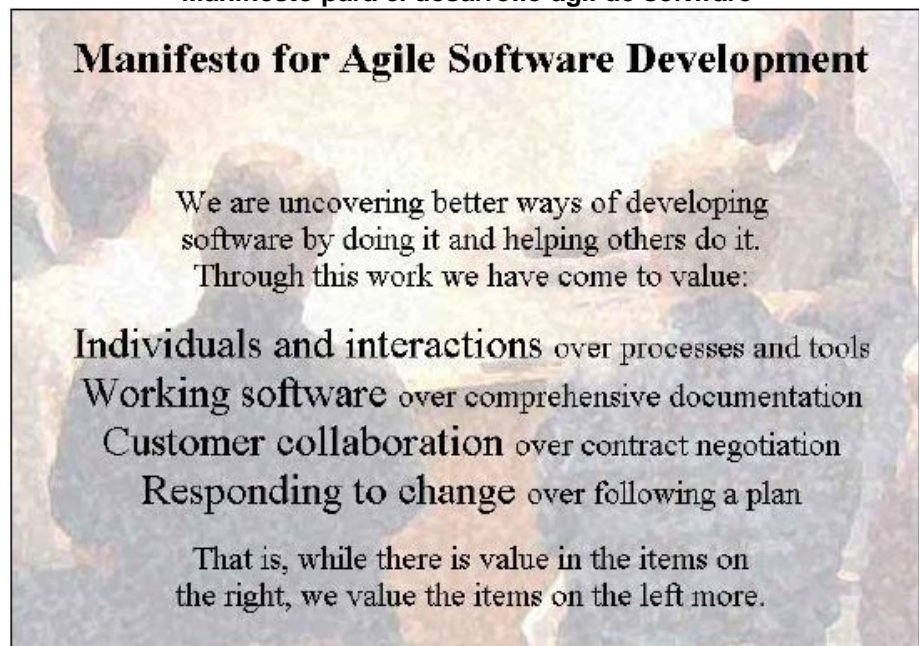 Manifiesto para el desarrollo ágil de software
Manifesto for Agile Software Development
We are uncovering better ways of developing
software by doing it and helping others do it.
Through this work we have come to value:
Individuals and interactions over processes and tools
Working software over comprehensive documentation
Customer collaboration over contract negotiation
Responding to change over following a plan
That is, while there is value in the items on
the right, we value the items on the left more.